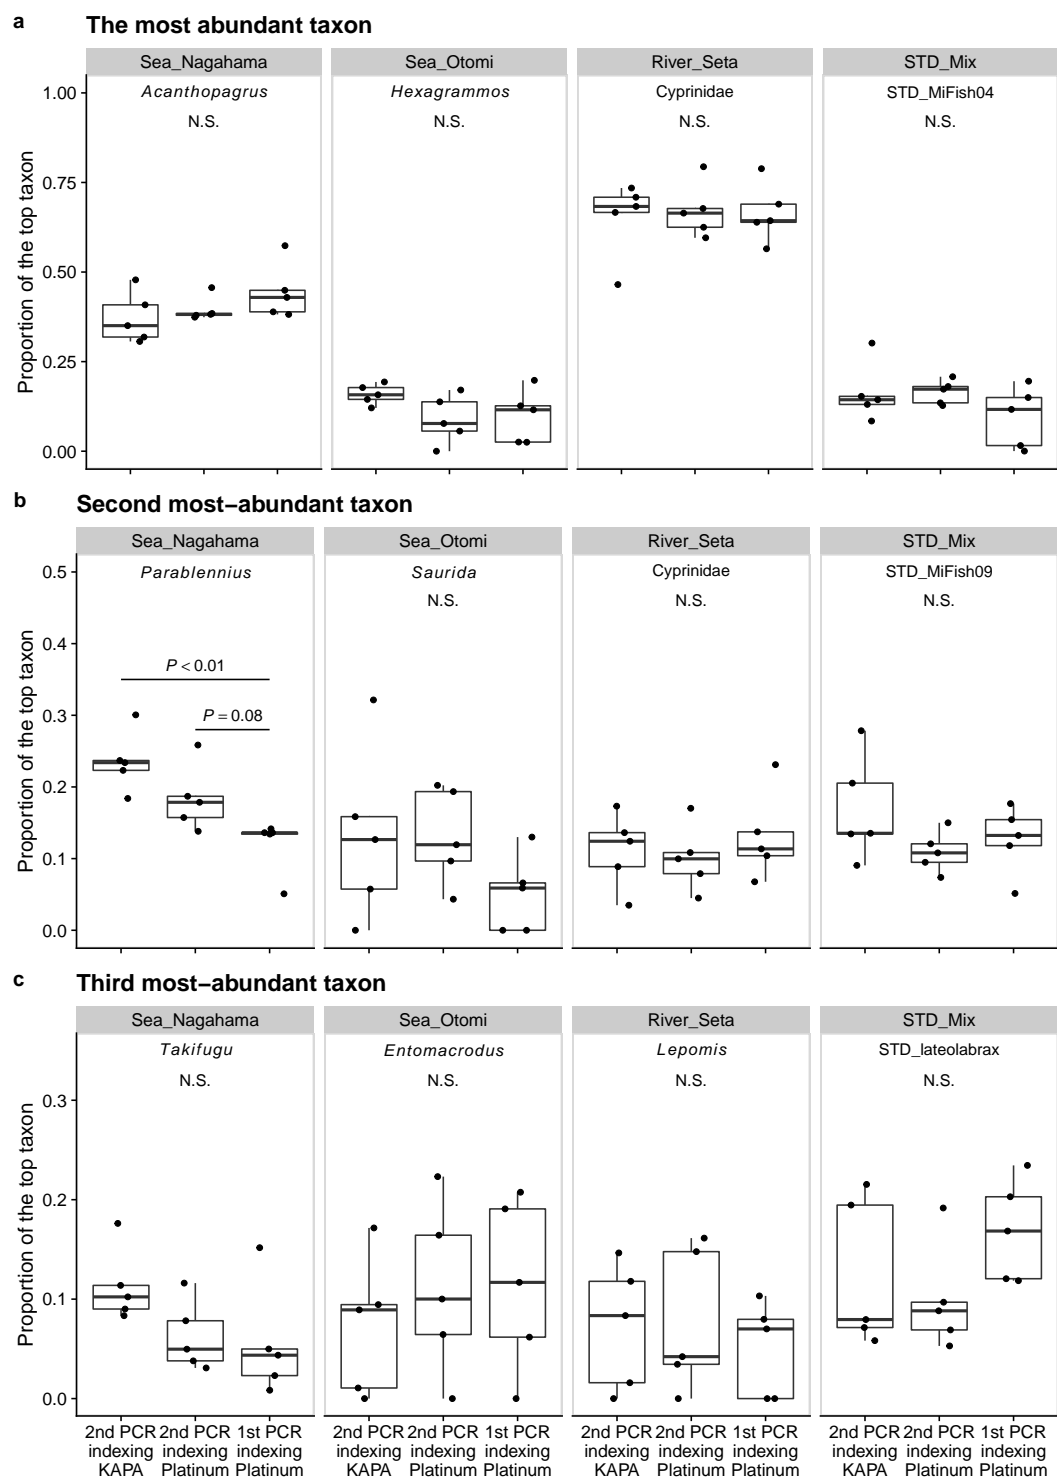 a The most abundant taxon
Sea_Nagahama Sea_Otomi River_Seta STD_Mix
Acanthopagrus Hexagrammos Cyprinidae STD_MiFish04
N.S. N.S. N.S. N.S.
Proportion of the top taxon
1.00
0.75
0.50
0.25
0.00
b Second most–abundant taxon
Sea_Nagahama Sea_Otomi River_Seta STD_Mix
Parablennius Saurida Cyprinidae STD_MiFish09
N.S. N.S. N.S.
P < 0.01
P = 0.08
Proportion of the top taxon
0.5
0.4
0.3
0.2
0.1
0.0
c Third most–abundant taxon
Sea_Nagahama Sea_Otomi River_Seta STD_Mix
Takifugu Entomacrodus Lepomis STD_lateolabrax
N.S. N.S. N.S. N.S.
Proportion of the top taxon
0.3
0.2
0.1
0.0
2nd PCR 2nd PCR 1st PCR 2nd PCR 2nd PCR 1st PCR 2nd PCR 2nd PCR 1st PCR 2nd PCR 2nd PCR 1st PCR
indexing indexing indexing indexing indexing indexing indexing indexing indexing indexing indexing indexing
KAPA Platinum Platinum KAPA Platinum Platinum KAPA Platinum Platinum KAPA Platinum Platinum